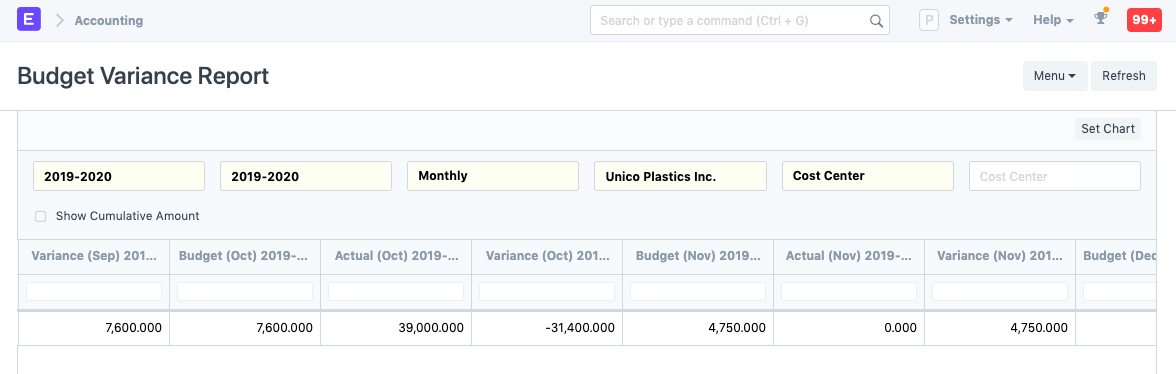 E Accounting Search or type a command (Ctrl + G) P Settings Help 99+
Budget Variance Report Menu Refresh
Set Chart
2019-2020 2019-2020 Monthly Unico Plastics Inc. Cost Center Cost Center
Show Cumulative Amount
Variance (Sep) 201... Budget (Oct) 2019-... Actual (Oct) 2019-... Variance (Oct) 201... Budget (Nov) 2019... Actual (Nov) 2019-... Variance (Nov) 201... Budget (Dec
7,600.000 7,600.000 39,000.000 -31,400.000 4,750.000 0.000 4,750.000